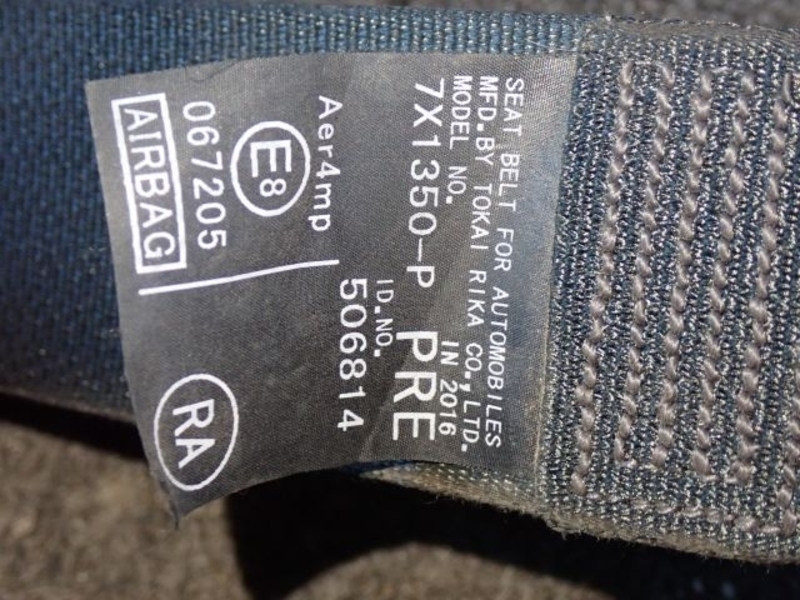 SEAT BELT FOR AUTOMOBILES
MFD.BY TOKAI RIKA CO.,LTD.
MODEL NO. IN 2016
7X1350-P PRE
ID.NO.
506814
Aer4mp
E8
067205
AIRBAG
RA